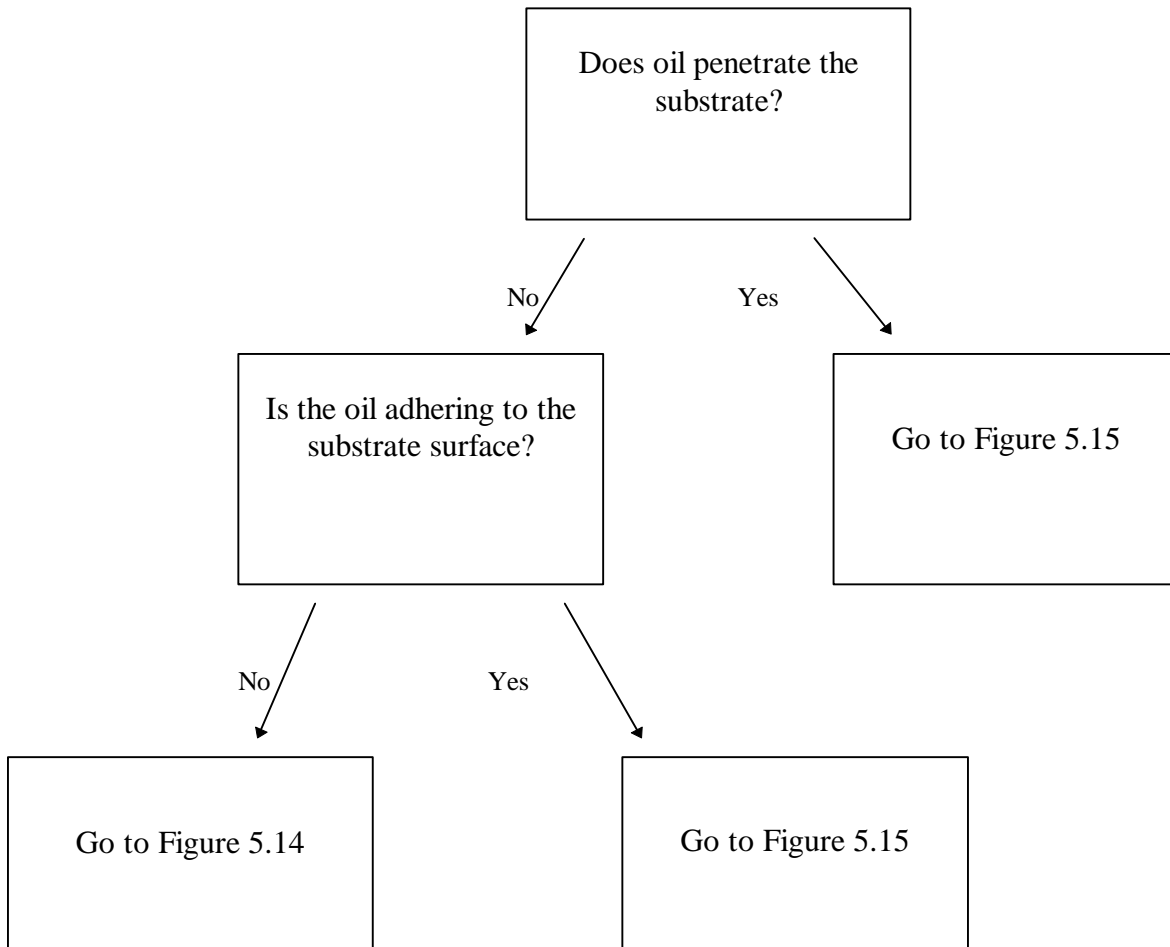 Does oil penetrate the
substrate?
No
Yes
Is the oil adhering to the
substrate surface?
Go to Figure 5.15
No
Yes
Go to Figure 5.14
Go to Figure 5.15